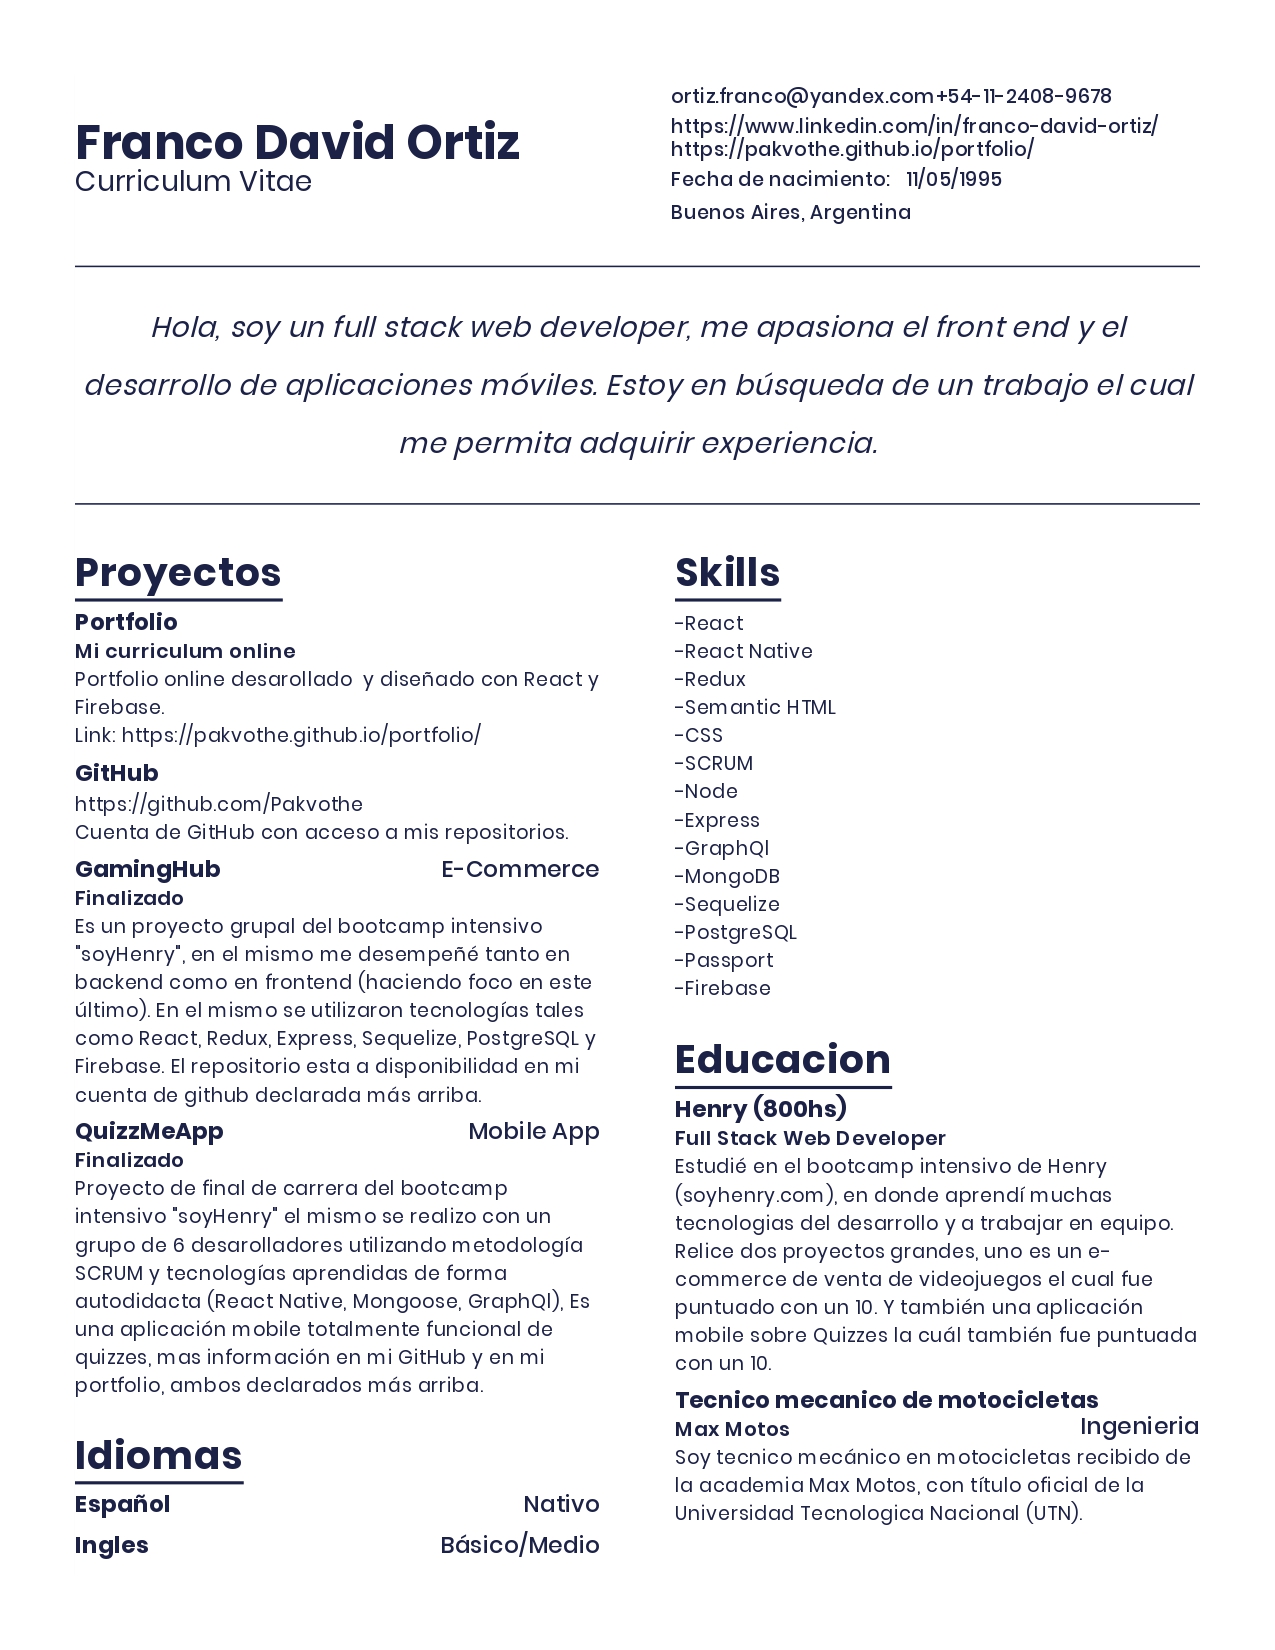 Franco David Ortiz
Curriculum Vitae
ortiz.franco@yandex.com+54-11-2408-9678
https://www.linkedin.com/in/franco-david-ortiz/
https://pakvothe.github.io/portfolio/
Fecha de nacimiento: 11/05/1995
Buenos Aires, Argentina
Hola, soy un full stack web developer, me apasiona el front end y el
desarrollo de aplicaciones móviles. Estoy en búsqueda de un trabajo el cual
me permita adquirir experiencia.
Proyectos
Portfolio
Mi curriculum online
Portfolio online desarollado y diseñado con React y
Firebase.
Link: https://pakvothe.github.io/portfolio/
GitHub
https://github.com/Pakvothe
Cuenta de GitHub con acceso a mis repositorios.
GamingHub E-Commerce
Finalizado
Es un proyecto grupal del bootcamp intensivo
"soyHenry", en el mismo me desempeñé tanto en
backend como en frontend (haciendo foco en este
último). En el mismo se utilizaron tecnologías tales
como React, Redux, Express, Sequelize, PostgreSQL y
Firebase. El repositorio esta a disponibilidad en mi
cuenta de github declarada más arriba.
QuizzMeApp Mobile App
Finalizado
Proyecto de final de carrera del bootcamp
intensivo "soyHenry" el mismo se realizo con un
grupo de 6 desarolladores utilizando metodología
SCRUM y tecnologías aprendidas de forma
autodidacta (React Native, Mongoose, GraphQl), Es
una aplicación mobile totalmente funcional de
quizzes, mas información en mi GitHub y en mi
portfolio, ambos declarados más arriba.
Idiomas
Español Nativo
Ingles Básico/Medio
Skills
-React
-React Native
-Redux
-Semantic HTML
-CSS
-SCRUM
-Node
-Express
-GraphQl
-MongoDB
-Sequelize
-PostgreSQL
-Passport
-Firebase
Educacion
Henry (800hs)
Full Stack Web Developer
Estudié en el bootcamp intensivo de Henry
(soyhenry.com), en donde aprendí muchas
tecnologias del desarrollo y a trabajar en equipo.
Relice dos proyectos grandes, uno es un e-
commerce de venta de videojuegos el cual fue
puntuado con un 10. Y también una aplicación
mobile sobre Quizzes la cuál también fue puntuada
con un 10.
Tecnico mecanico de motocicletas
Max Motos Ingenieria
Soy tecnico mecánico en motocicletas recibido de
la academia Max Motos, con título oficial de la
Universidad Tecnologica Nacional (UTN).